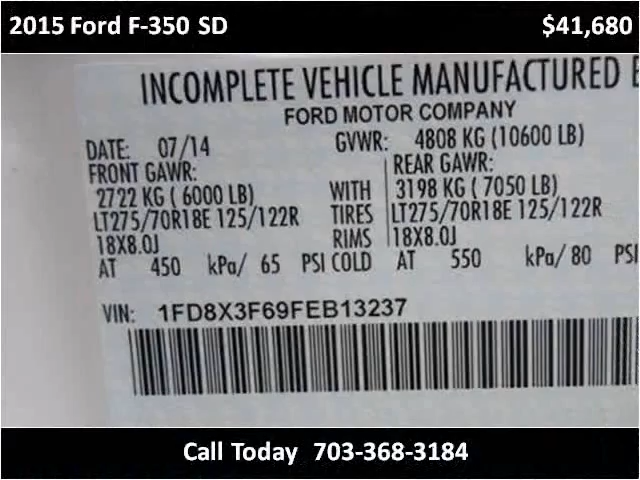 2015 Ford F-350 SD $41,680
INCOMPLETE VEHICLE MANUFACTURED
FORD MOTOR COMPANY
DATE: 07/14 GVWR: 4808 KG (10600 LB)
FRONT GAWR: REAR GAWR:
2722 KG ( 6000 LB) WITH 3198 KG ( 7050 LB)
LT275/70R18E 125/122R TIRES LT275/70R18E 125/122R
18X8.0J RIMS 18X8.0J
AT 450 kPa/ 65 PSI COLD AT 550 kPa/ 80 PSI
VIN: 1FD8X3F69FEB13237
Call Today 703-368-3184